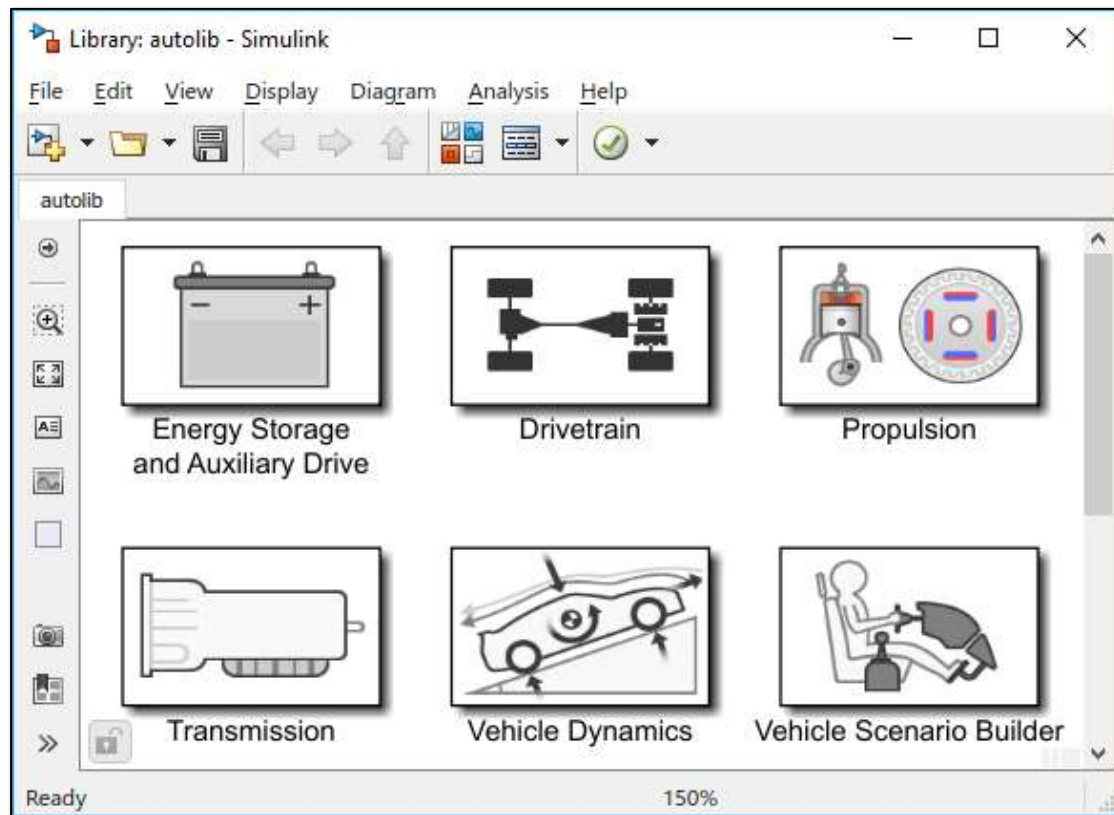 Library: autolib - Simulink
File Edit View Display Diagram Analysis Help
autolib
Energy Storage
and Auxiliary Drive
Drivetrain
Propulsion
Transmission
Vehicle Dynamics
Vehicle Scenario Builder
Ready
150%